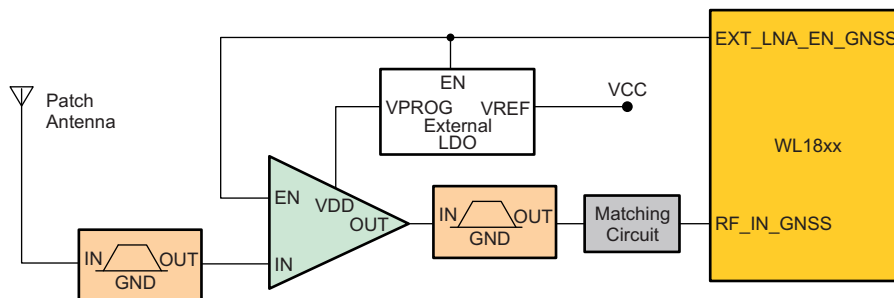 EXT_LNA_EN_GNSS
EN
VCC
Patch
Antenna
VPROG VREF
External
LDO
WL18xx
EN
VDD
OUT
IN OUT
GND
Matching
Circuit
RF_IN_GNSS
IN OUT
GND
IN